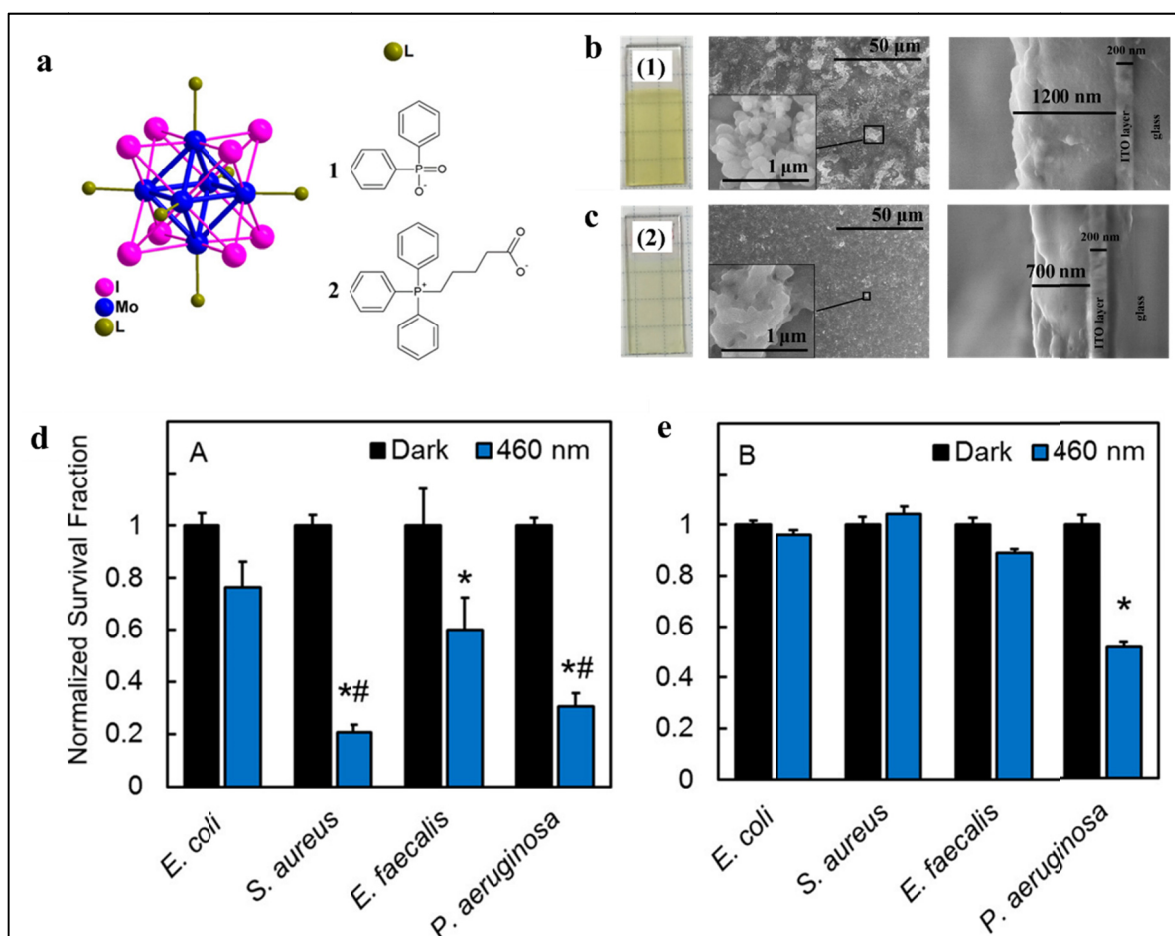 a
L
1
P
O
O
-
2
P
+
O
O
-
I
Mo
L
b
(1)
50 µm
1 µm
1200 nm
200 nm
ITO layer
glass
c
(2)
50 µm
1 µm
700 nm
200 nm
ITO layer
glass
d
A
Dark 460 nm
Normalized Survival Fraction
1
0.8
0.6
0.4
0.2
0
*#
*
*#
E. coli
S. aureus
E. faecalis
P. aeruginosa
e
B
Dark 460 nm
1
0.8
0.6
0.4
0.2
0
*
E. coli
S. aureus
E. faecalis
P. aeruginosa